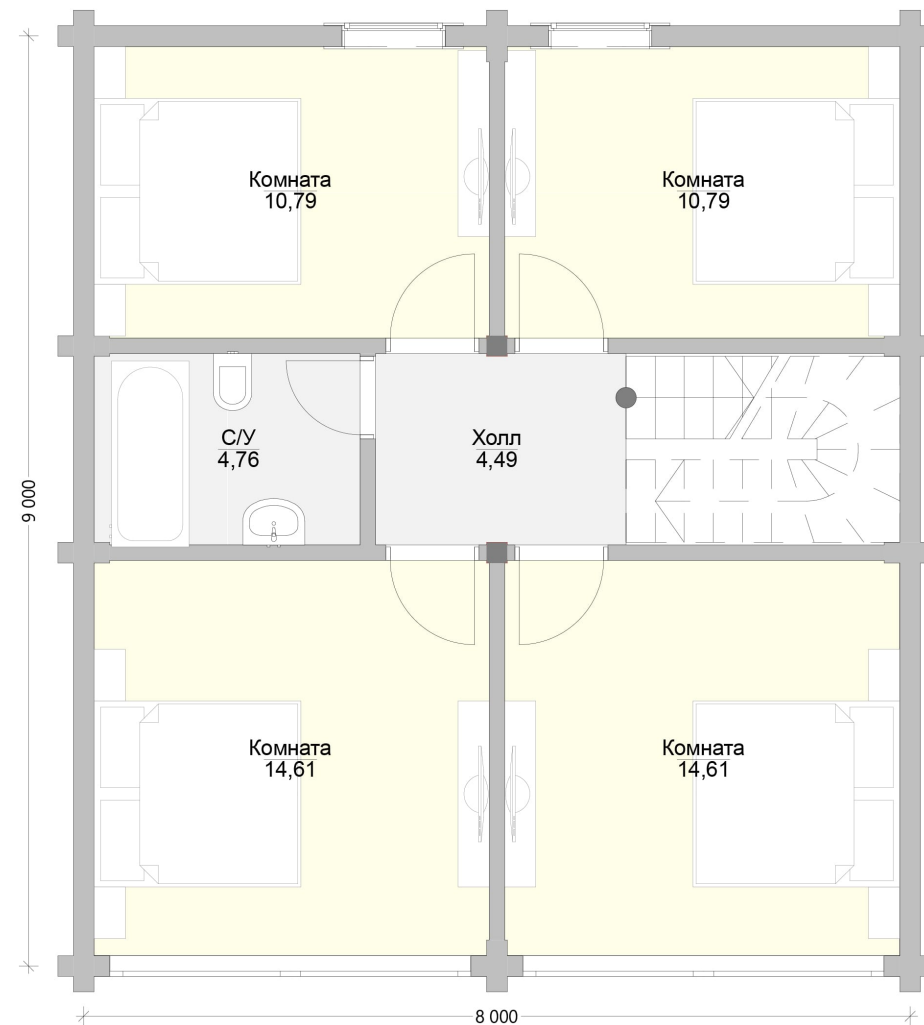 Комната
10,79
Комната
10,79
С/У
4,76
Холл
4,49
9 000
Комната
14,61
Комната
14,61
8 000